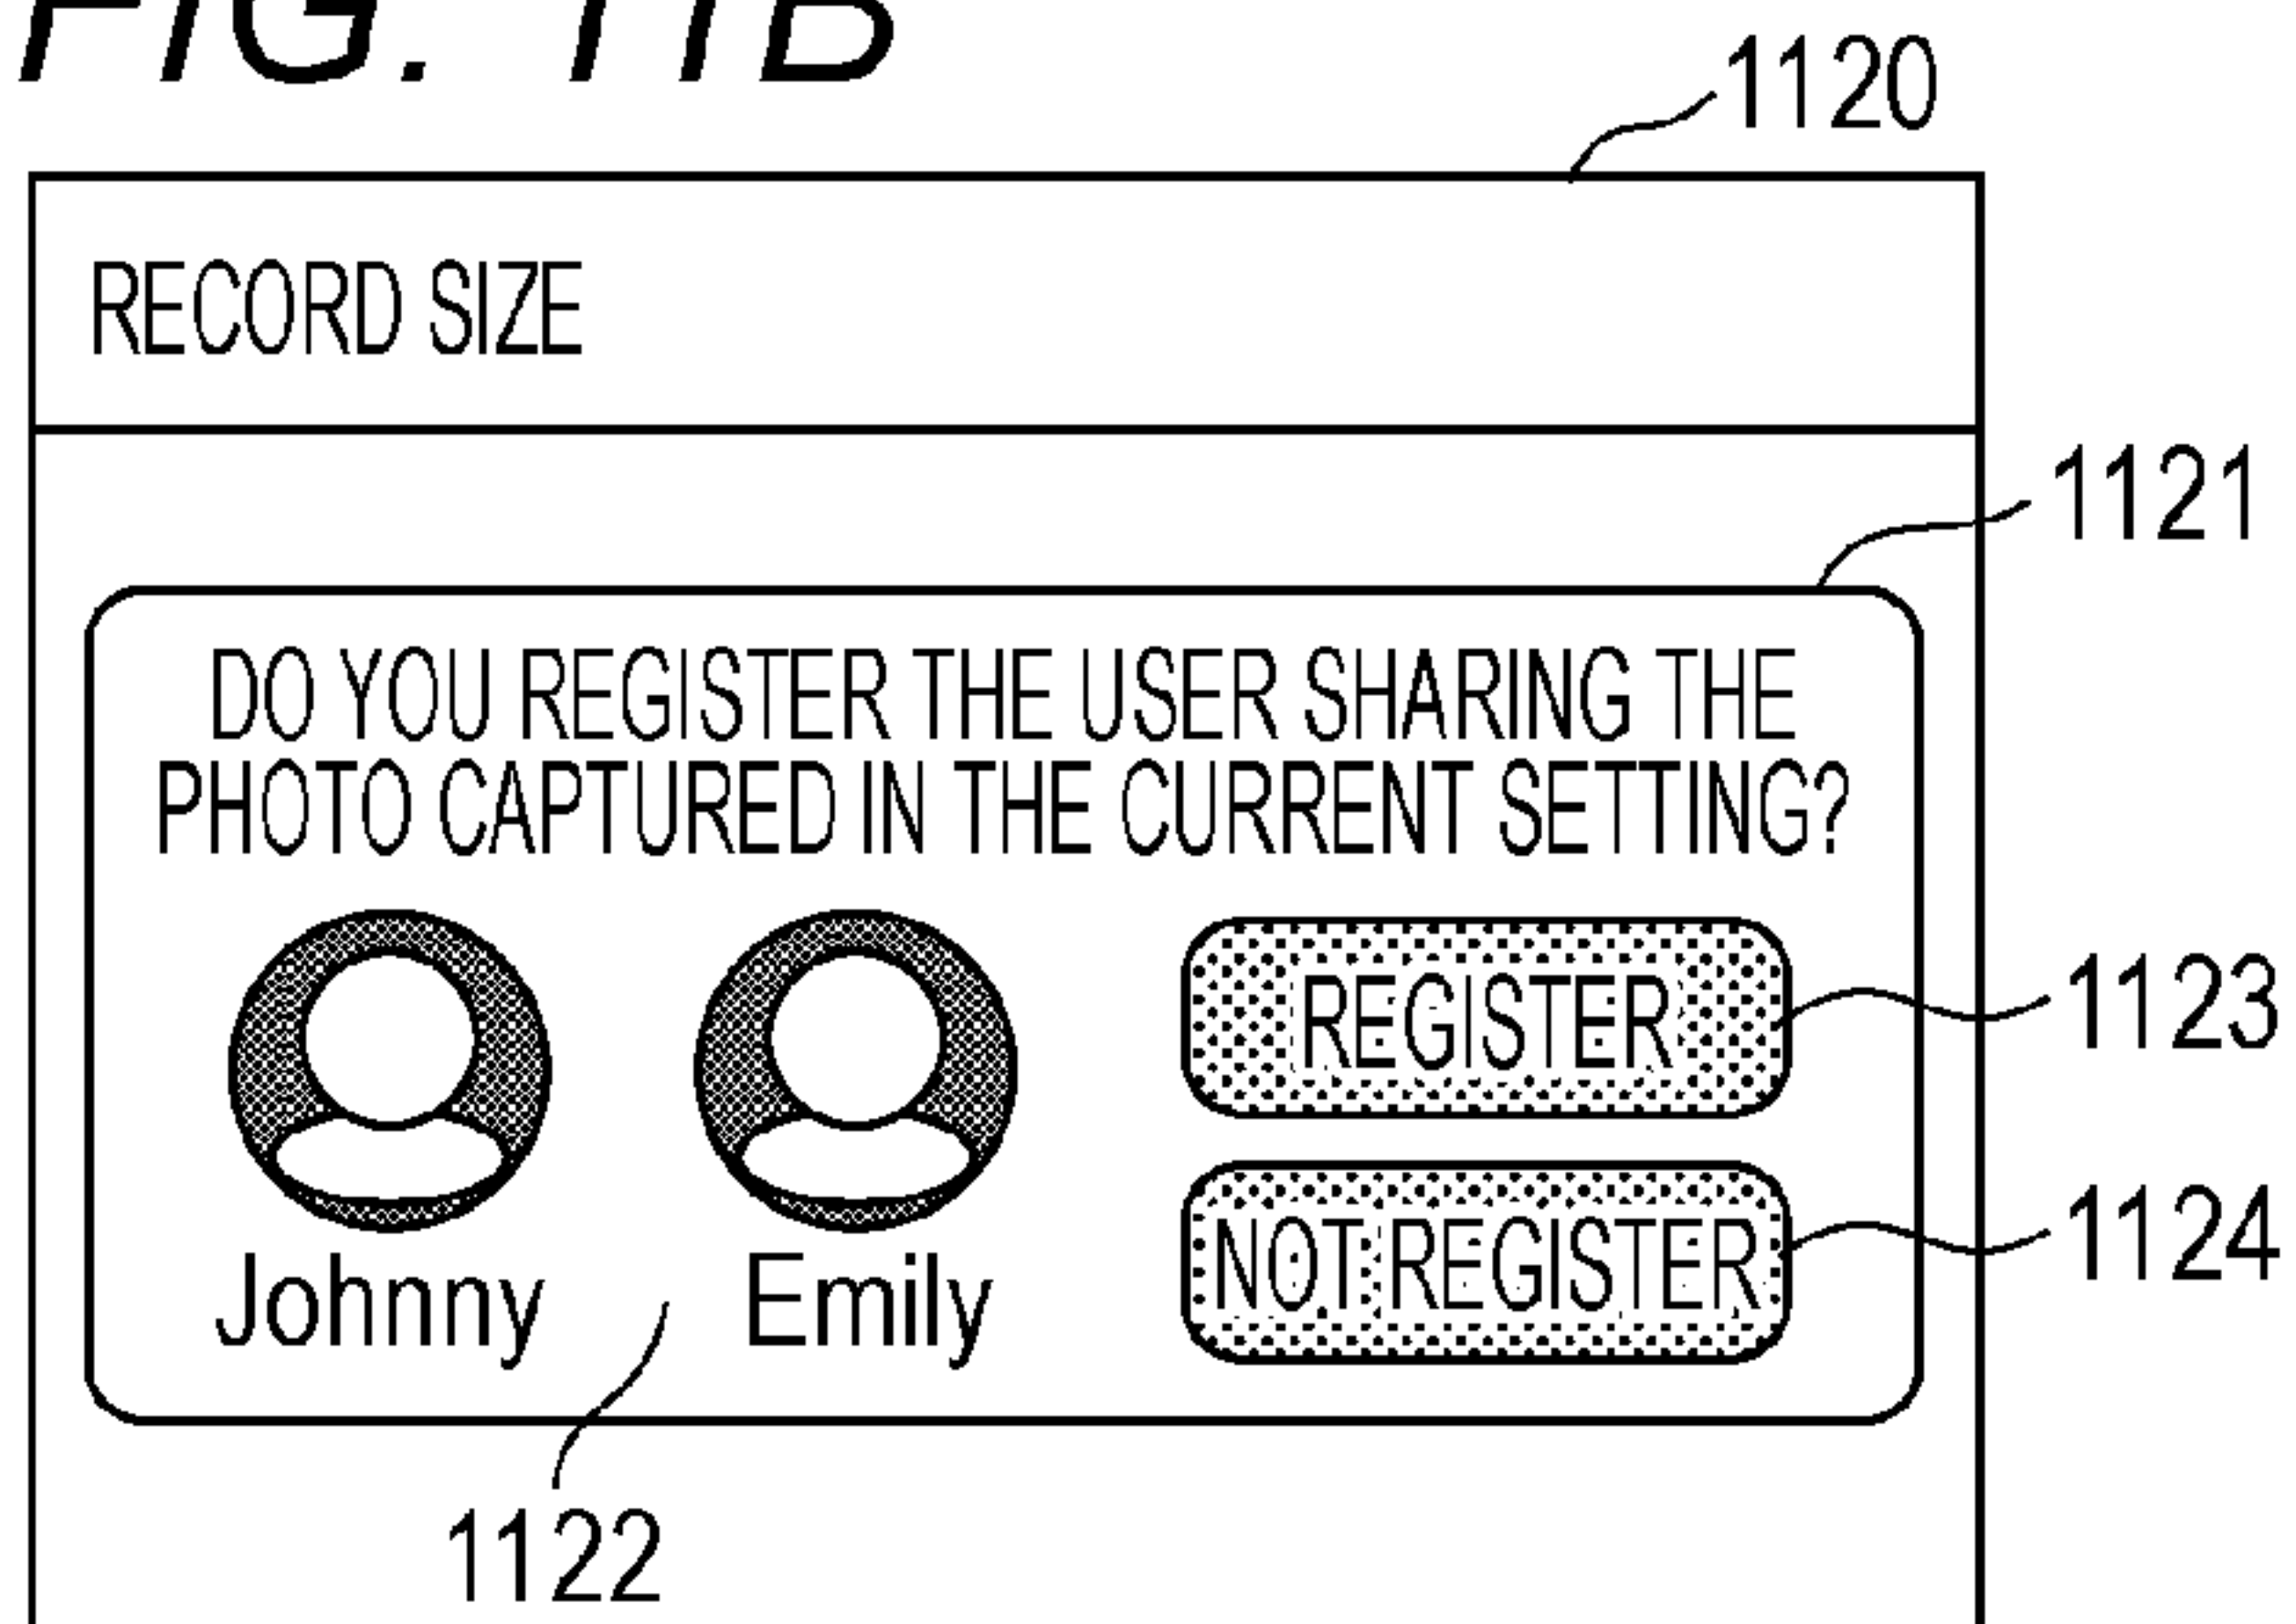 FIG. 11B
1120
RECORD SIZE
1121
DO YOU REGISTER THE USER SHARING THE
PHOTO CAPTURED IN THE CURRENT SETTING?
REGISTER
1123
NOT REGISTER
1124
Johnny
Emily
1122